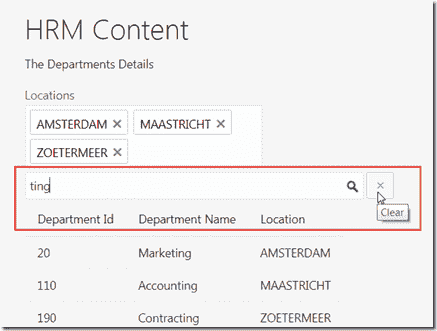 HRM Content
The Departments Details
Locations
AMSTERDAM × MAASTRICHT ×
ZOETERMEER ×
ting ×
Clear
Department Id Department Name Location
20 Marketing AMSTERDAM
110 Accounting MAASTRICHT
190 Contracting ZOETERMEER